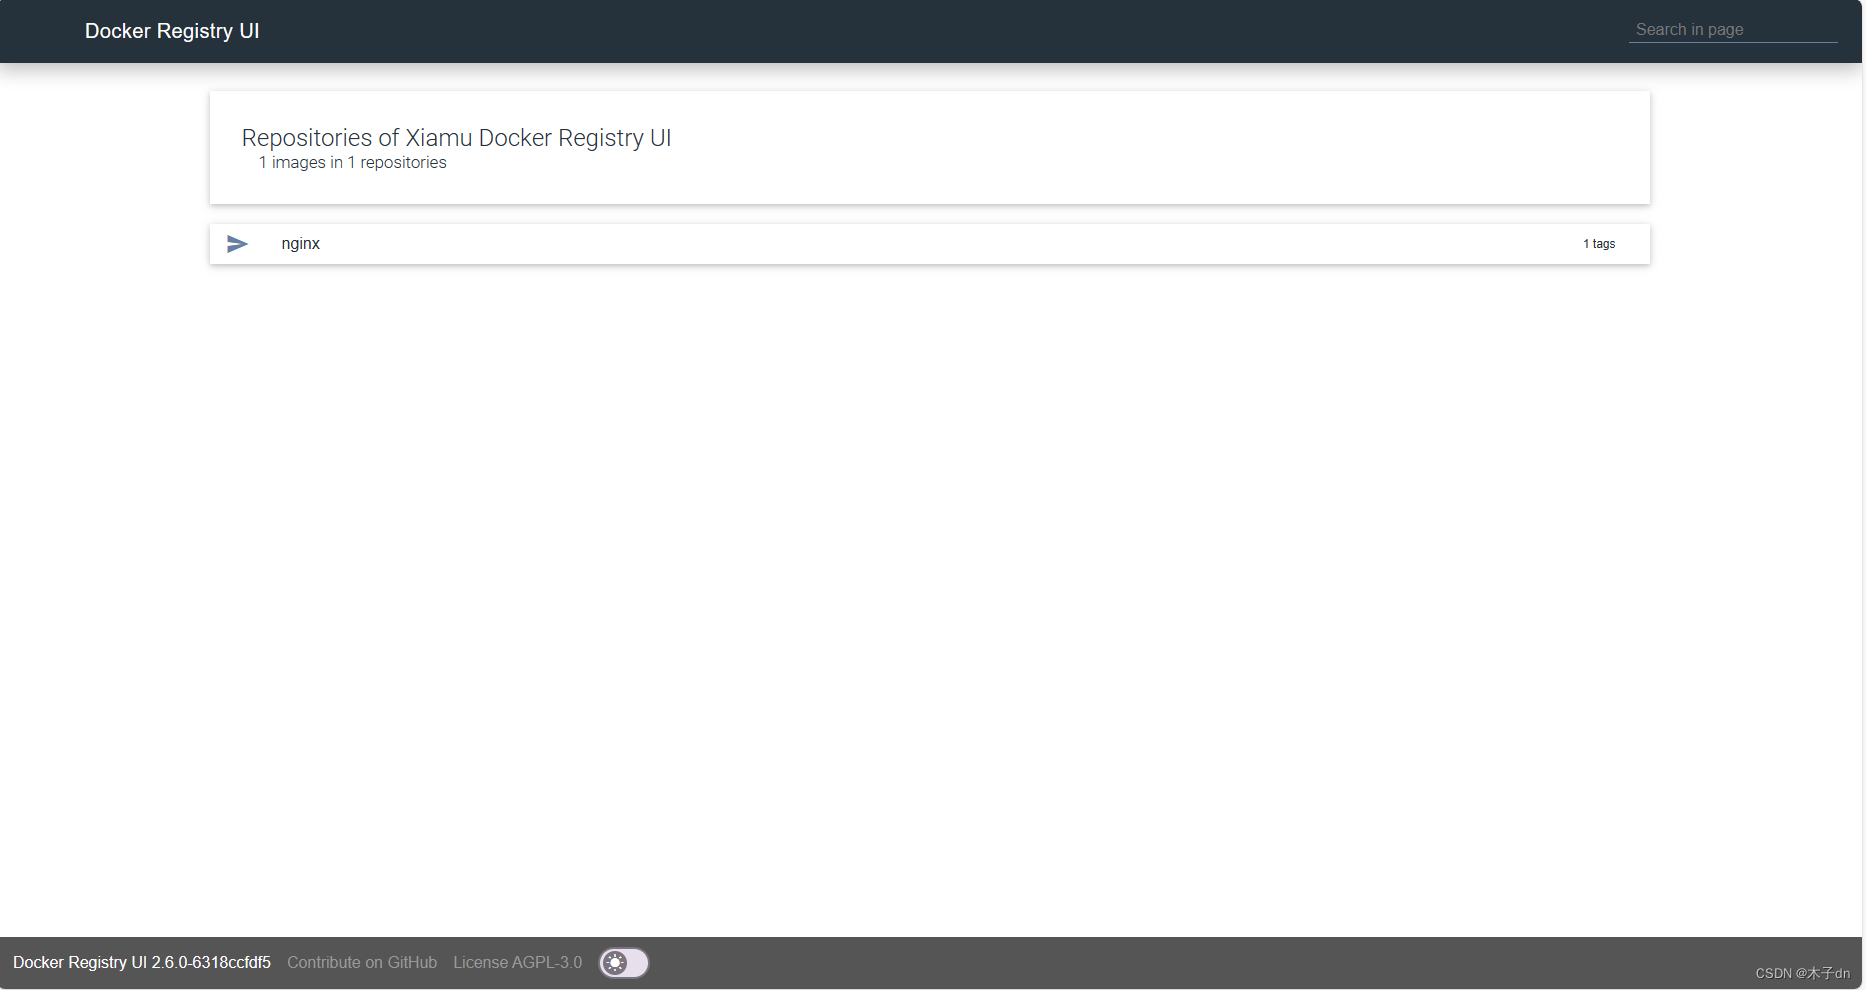 Docker Registry UI
Search in page
Repositories of Xiamu Docker Registry UI
1 images in 1 repositories
nginx
1 tags
Docker Registry UI 2.6.0-6318ccfdf5
Contribute on GitHub
License AGPL-3.0
CSDN @木子dn